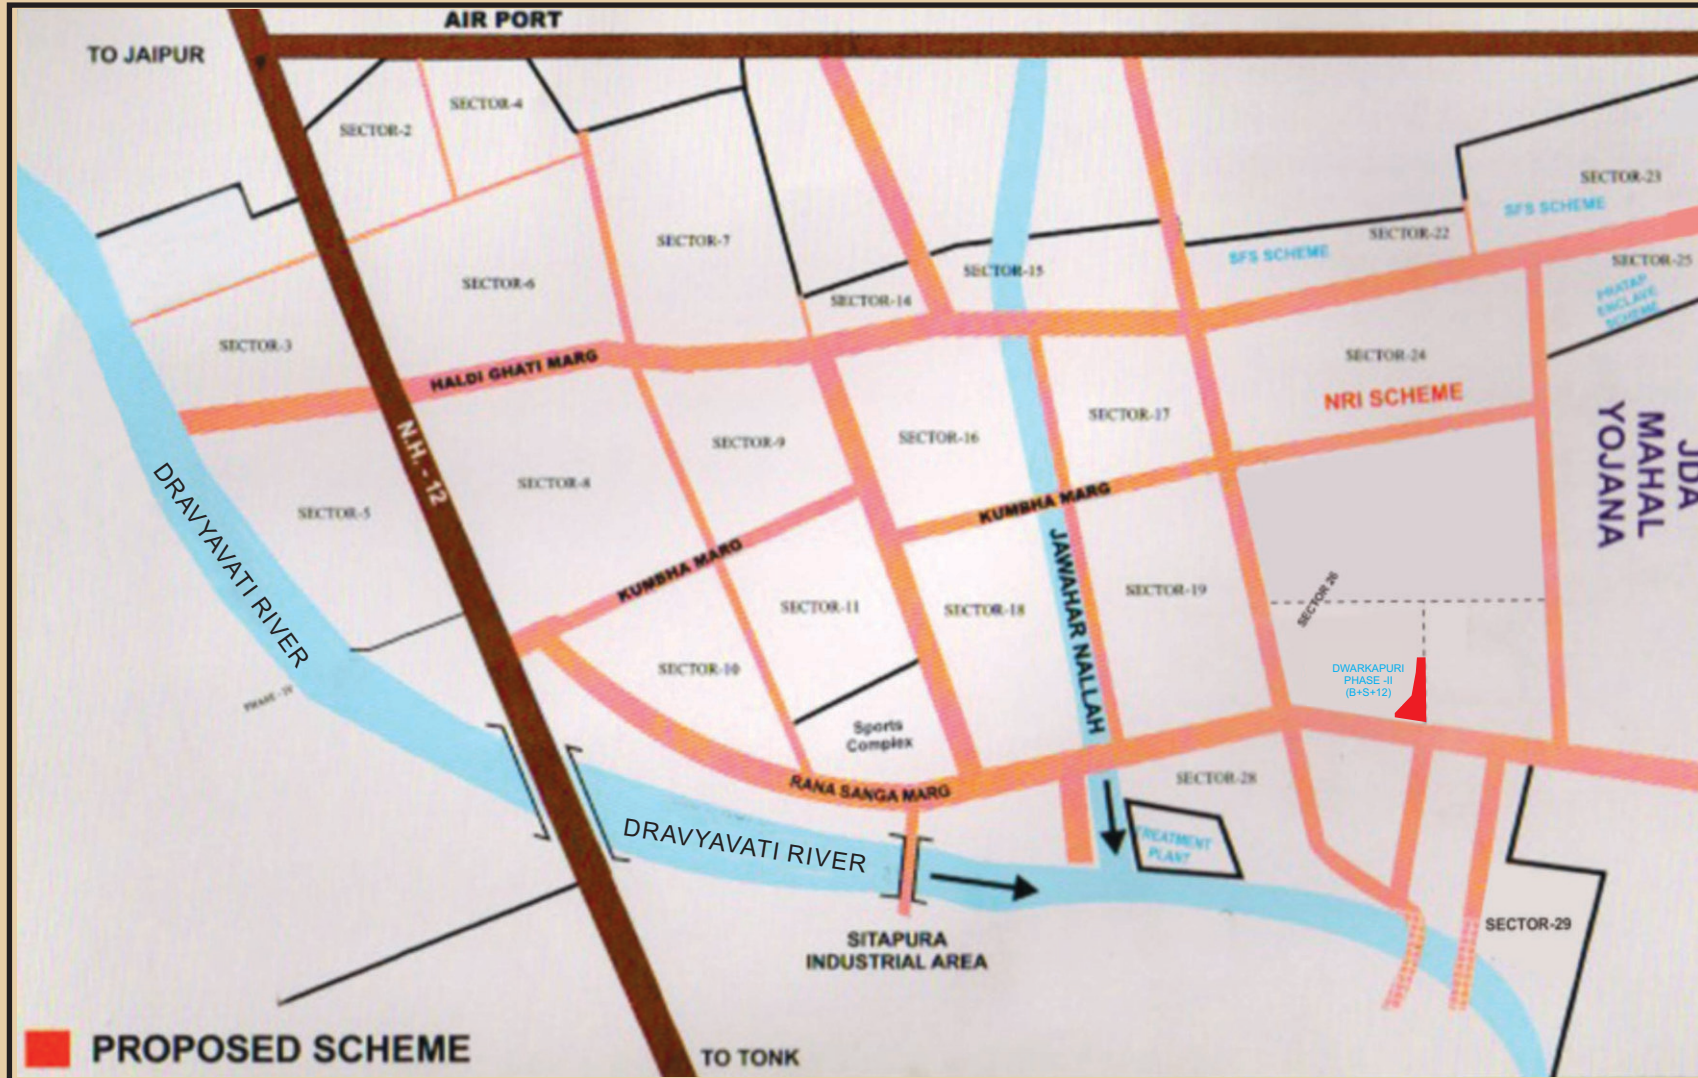 AIR PORT
TO JAIPUR
SECTOR-4
SECTOR-2
SECTOR-23
SFS SCHEME
SECTOR-22
SFS SCHEME
SECTOR-7
SECTOR-15
SECTOR-25
PRATAP
ENCLAVE
SCHEME
SECTOR-6
SECTOR-14
SECTOR-3
HALDI GHATI MARG
SECTOR-24
NRI SCHEME
SECTOR-17
SECTOR-16
SECTOR-9
JDA
MAHAL
YOJANA
N.H. - 12
SECTOR-8
SECTOR-5
KUMBHA MARG
KUMBHA MARG
DRAVYAVATI RIVER
JAWAHAR NALLAH
SECTOR-19
SECTOR 26
SECTOR-11
SECTOR-18
SECTOR-10
DWARKAPURI
PHASE -II
(B+S+12)
PHASE - IV
Sports
Complex
RANA SANGA MARG
SECTOR-28
DRAVYAVATI RIVER
TREATMENT
PLANT
SECTOR-29
SITAPURA
INDUSTRIAL AREA
PROPOSED SCHEME
TO TONK